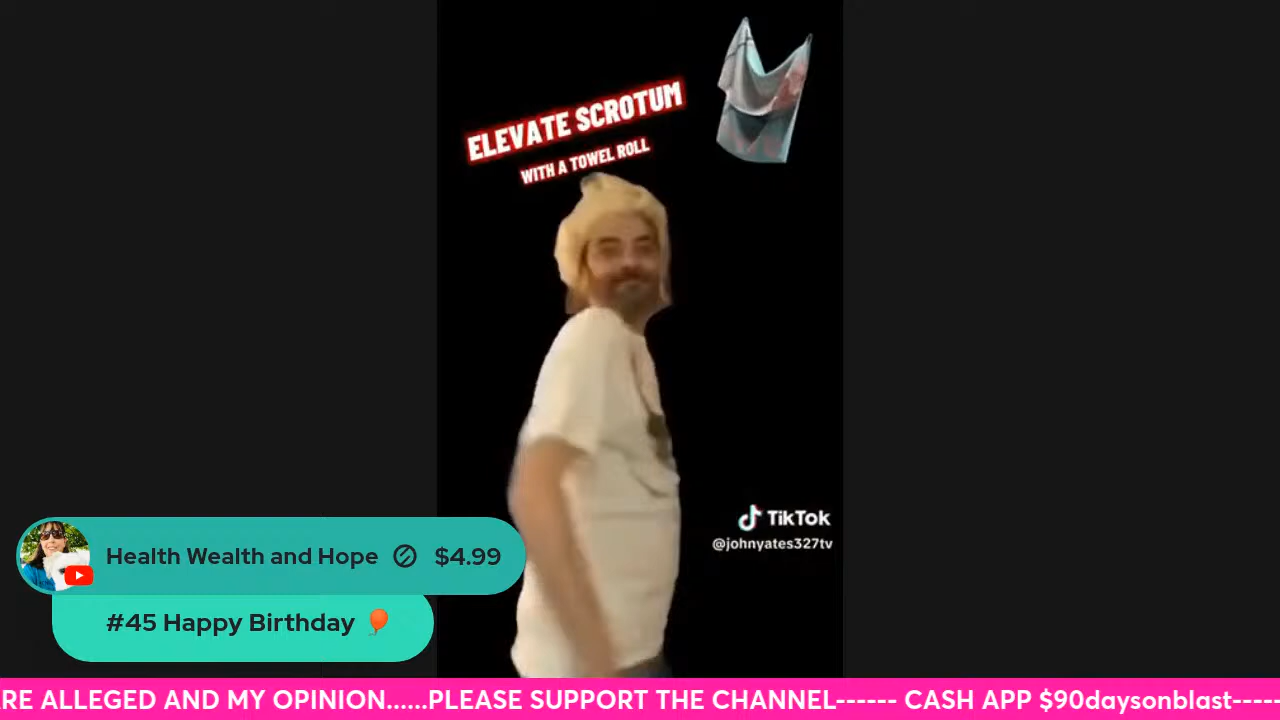 ELEVATE SCROTUM
WITH A TOWEL ROLL
TikTok
@johnyates327tv
Health Wealth and Hope $4.99
#45 Happy Birthday 🎈
RE ALLEGED AND MY OPINION......PLEASE SUPPORT THE CHANNEL------ CASH APP $90daysonblast-----